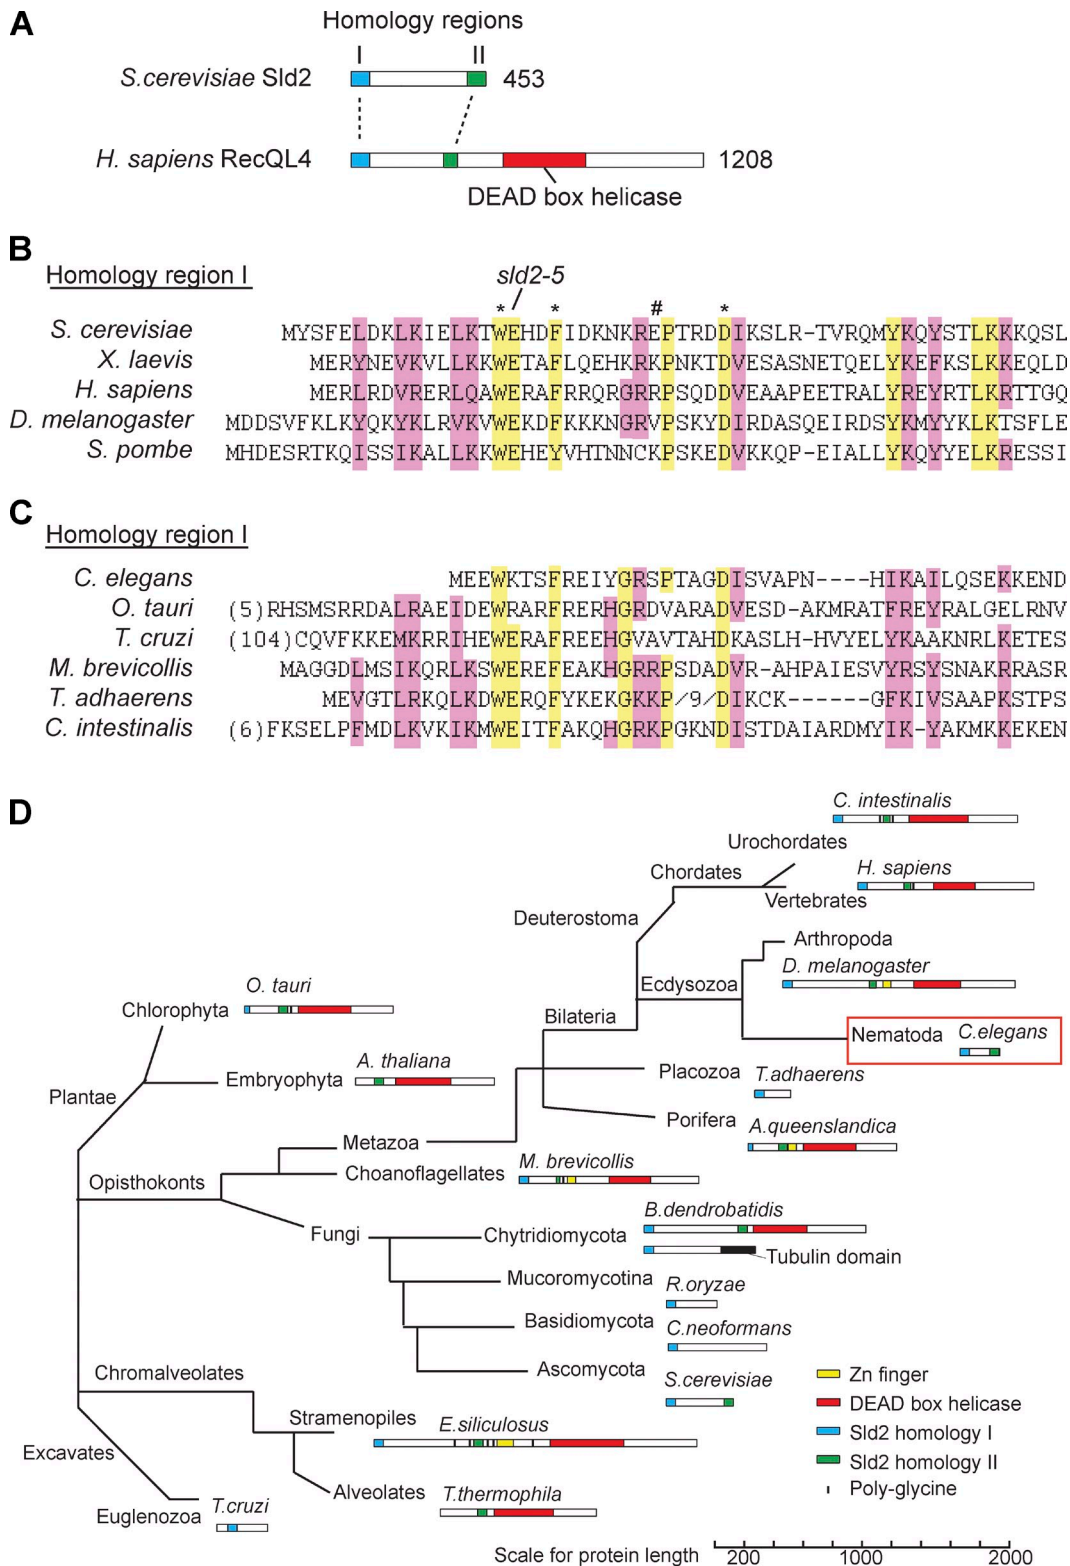 A
Homology regions
I II
S.cerevisiae Sld2 453
H. sapiens RecQL4 1208
DEAD box helicase
B
Homology region I
sld2-5
* * # *
S. cerevisiae MYSFELDKLKIELKTWEHDFIDKNKREPTRDDIKSLR-TVRQMYKQYSTLKKKQSL
X. laevis MERYNEVKVLLKKWETAFLQEHKRKPNKTDVESASNETQELYKEFKSLKKEQLD
H. sapiens MERLRDVRERLQAWERAFRRQRGRRPSQDDVEAAPEETRALYREYRTLKRTTGQ
D. melanogaster MDDSVFKLKYQKYKLRVKVWEKDFKKKNGRVPSKYDIRDASQEIRDSYKMYYKLKTSFLE
S. pombe MHDESRTKQISSIKALLKKWEHEYVHTNNCKPSKEDVKKQP-EIALLYKQYYELKRESSI
C
Homology region I
C. elegans MEEWKTSFREIYGRSPTAGDISVAPN----HIKAILQSEKKEND
O. tauri (5)RHSMSRRDALRAEIDEWRARFRERHGRDVARADVESD-AKMRATFREYRALGELRNV
T. cruzi (104)CQVFKKEMKRRIHEWERAFREEHGVAVTAHDKASLH-HVYELYKAAKNRLKETES
M. brevicollis MAGGDLMSIKQRLKSWEREFEAKHGRRPSDADVR-AHPAIESVYRSYSNAKRRASR
T. adhaerens MEVGTLRKQLKDWERQFYKEKGKKP/9/DIKCK------GFKIVSAAPKSTPS
C. intestinalis (6)FKSELPFMDLKVKIKMWEITFAKQHGRKPGKNDISTDAIARDMYIK-YAKMKKEKEN
D
C. intestinalis
Urochordates
Chordates
H. sapiens
Vertebrates
Deuterostoma
Arthropoda
D. melanogaster
Ecdysozoa
O. tauri
Chlorophyta
Bilateria
Nematoda C.elegans
A. thaliana
Embryophyta
Placozoa T.adhaerens
Plantae
Porifera
A.queenslandica
Metazoa
Choanoflagellates M. brevicollis
Opisthokonts
B.dendrobatidis
Fungi
Chytridiomycota
Tubulin domain
Mucoromycotina
R.oryzae
Basidiomycota
C.neoformans
Ascomycota
S.cerevisiae
Chromalveolates
Zn finger
DEAD box helicase
Sld2 homology I
Sld2 homology II
Poly-glycine
Stramenopiles E.siliculosus
Excavates
Alveolates T.thermophila
T.cruzi
Euglenozoa
Scale for protein length 200 1000 2000